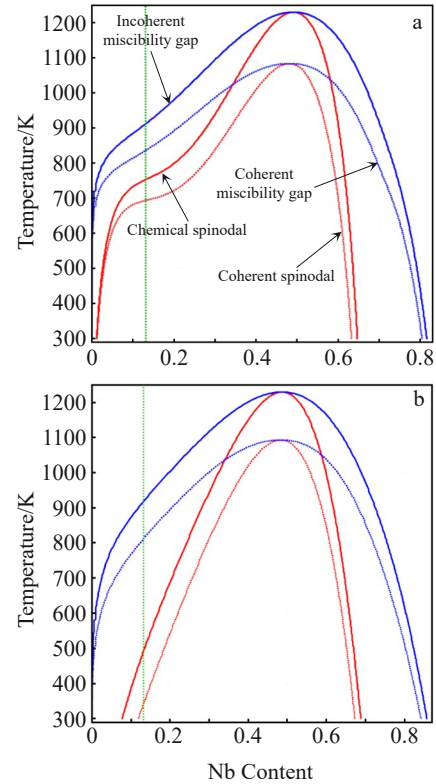 a
Incoherent
miscibility gap
Coherent
miscibility gap
Chemical spinodal
Coherent spinodal
Temperature/K
1200
1100
1000
900
800
700
600
500
400
300
0
0.2
0.4
0.6
0.8
b
Temperature/K
1200
1100
1000
900
800
700
600
500
400
300
0
0.2
0.4
0.6
0.8
Nb Content